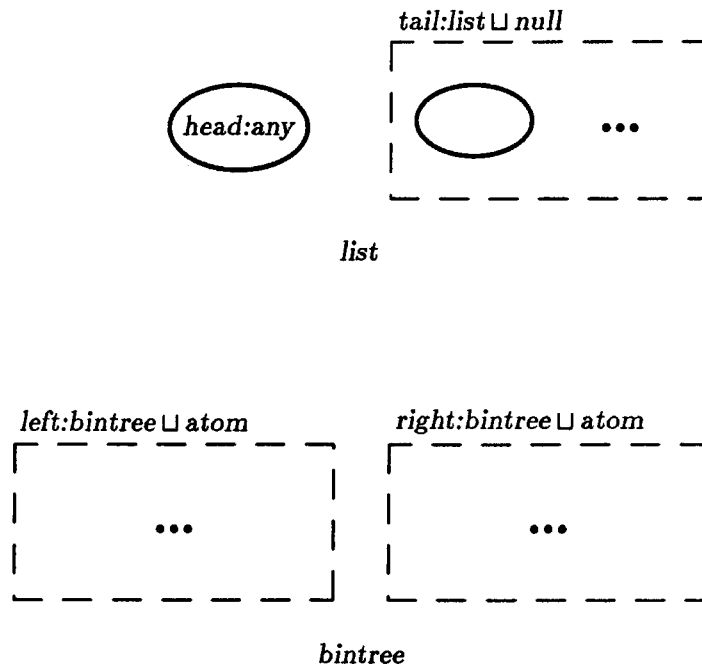 tail:list ⊔ null
head:any
•••
list
left:bintree ⊔ atom
right:bintree ⊔ atom
•••
•••
bintree